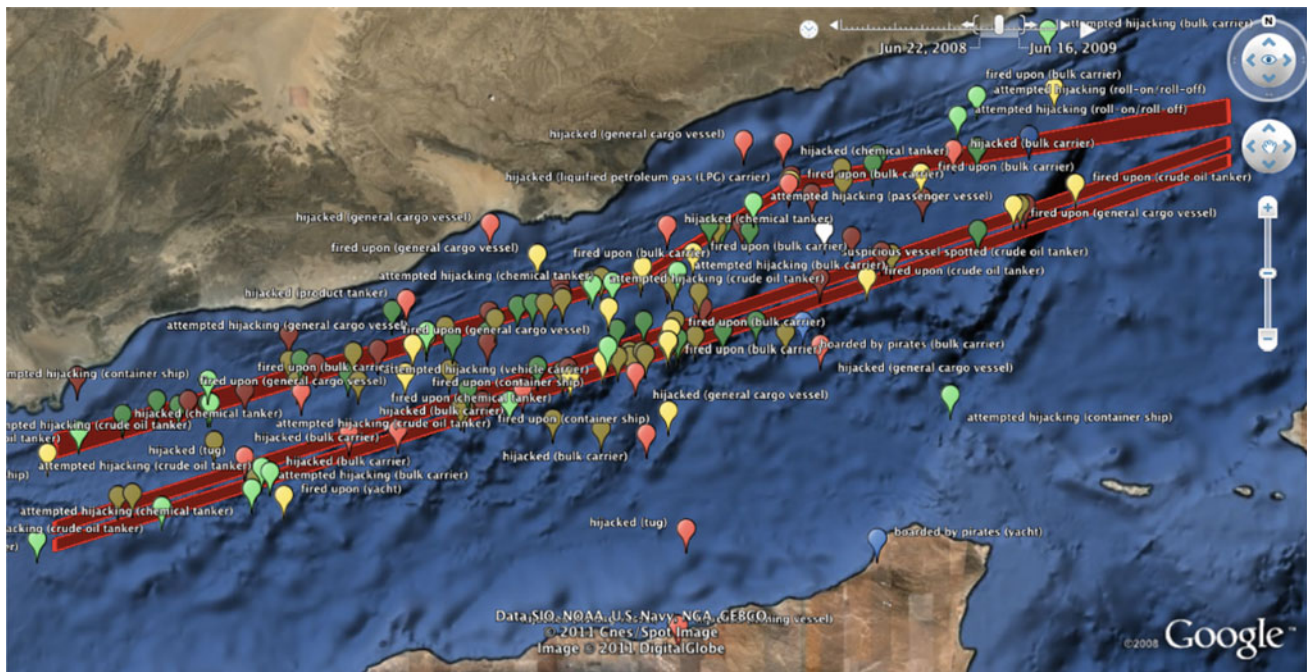 attempted hijacking (bulk carrier)
N
Jun 22, 2008
Jun 16, 2009
fired upon (bulk carrier)
attempted hijacking (roll-on/roll-off)
attempted hijacking (roll-on/roll-off)
hijacked (general cargo vessel)
hijacked (chemical tanker)
hijacked (bulk carrier)
fired upon (bulk carrier)
fired upon (bulk carrier)
hijacked (liquified petroleum gas (LPG) carrier)
fired upon (crude oil tanker)
attempted hijacking (passenger vessel)
hijacked (general cargo vessel)
hijacked (chemical tanker)
fired upon (general cargo vessel)
fired upon (general cargo vessel)
fired upon (bulk carrier)
fired upon (bulk carrier)
suspicious vessel spotted (crude oil tanker)
attempted hijacking (bulk carrier)
fired upon (crude oil tanker)
attempted hijacking (chemical tanker)
attempted hijacking (crude oil tanker)
hijacked (product tanker)
attempted hijacking (general cargo vessel)
fired upon (general cargo vessel)
fired upon (bulk carrier)
boarded by pirates (bulk carrier)
fired upon (bulk carrier)
fired upon (bulk carrier)
attempted hijacking (vehicle carrier)
hijacked (general cargo vessel)
mpted hijacking (container ship)
fired upon (general cargo vessel)
fired upon (container ship)
hijacked (general cargo vessel)
fired upon (chemical tanker)
hijacked (chemical tanker)
hijacked (bulk carrier)
attempted hijacking (container ship)
fired upon (container ship)
mpted hijacking (crude oil tanker)
attempted hijacking (crude oil tanker)
oil tanker)
hijacked (bulk carrier)
hijacked (tug)
hijacked (bulk carrier)
hijacked (bulk carrier)
attempted hijacking (crude oil tanker)
ship)
attempted hijacking (bulk carrier)
fired upon (yacht)
attempted hijacking (chemical tanker)
hijacked (tug)
acking (crude oil tanker)
boarded by pirates (yacht)
er)
Data SIO, NOAA, U.S. Navy, NGA, GEBCO
© 2011 Cnes/Spot Image
Image © 2011 DigitalGlobe
©2008 Google™